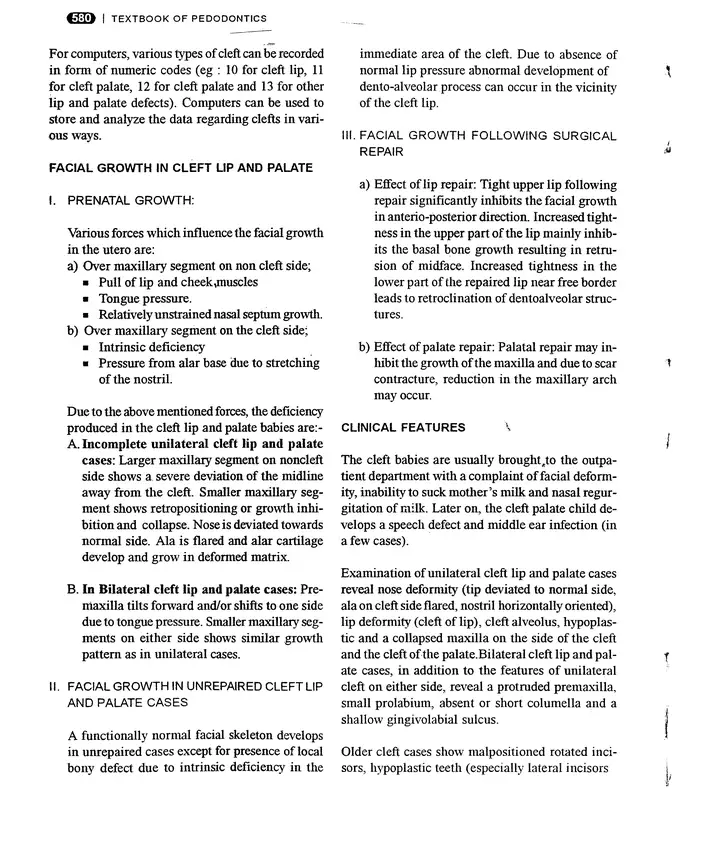 580 | TEXTBOOK OF PEDODONTICS
For computers, various types of cleft can be recorded
in form of numeric codes (eg : 10 for cleft lip, 11
for cleft palate, 12 for cleft palate and 13 for other
lip and palate defects). Computers can be used to
store and analyze the data regarding clefts in vari-
ous ways.
FACIAL GROWTH IN CLEFT LIP AND PALATE
I. PRENATAL GROWTH:
Various forces which influence the facial growth
in the utero are:
a) Over maxillary segment on non cleft side;
■ Pull of lip and cheek muscles
■ Tongue pressure.
■ Relatively unstrained nasal septum growth.
b) Over maxillary segment on the cleft side;
■ Intrinsic deficiency
■ Pressure from alar base due to stretching
of the nostril.
Due to the above mentioned forces, the deficiency
produced in the cleft lip and palate babies are:-
A. Incomplete unilateral cleft lip and palate
cases: Larger maxillary segment on noncleft
side shows a severe deviation of the midline
away from the cleft. Smaller maxillary seg-
ment shows retropositioning or growth inhi-
bition and collapse. Nose is deviated towards
normal side. Ala is flared and alar cartilage
develop and grow in deformed matrix.
B. In Bilateral cleft lip and palate cases: Pre-
maxilla tilts forward and/or shifts to one side
due to tongue pressure. Smaller maxillary seg-
ments on either side shows similar growth
pattern as in unilateral cases.
II. FACIAL GROWTH IN UNREPAIRED CLEFT LIP
AND PALATE CASES
A functionally normal facial skeleton develops
in unrepaired cases except for presence of local
bony defect due to intrinsic deficiency in the
immediate area of the cleft. Due to absence of
normal lip pressure abnormal development of
dento-alveolar process can occur in the vicinity
of the cleft lip.
III. FACIAL GROWTH FOLLOWING SURGICAL
REPAIR
a) Effect of lip repair: Tight upper lip following
repair significantly inhibits the facial growth
in anterio-posterior direction. Increased tight-
ness in the upper part of the lip mainly inhib-
its the basal bone growth resulting in retru-
sion of midface. Increased tightness in the
lower part of the repaired lip near free border
leads to retroclination of dentoalveolar struc-
tures.
b) Effect of palate repair: Palatal repair may in-
hibit the growth of the maxilla and due to scar
contracture, reduction in the maxillary arch
may occur.
CLINICAL FEATURES
The cleft babies are usually brought to the outpa-
tient department with a complaint of facial deform-
ity, inability to suck mother's milk and nasal regur-
gitation of milk. Later on, the cleft palate child de-
velops a speech defect and middle ear infection (in
a few cases).
Examination of unilateral cleft lip and palate cases
reveal nose deformity (tip deviated to normal side,
ala on cleft side flared, nostril horizontally oriented),
lip deformity (cleft of lip), cleft alveolus, hypoplas-
tic and a collapsed maxilla on the side of the cleft
and the cleft of the palate.Bilateral cleft lip and pal-
ate cases, in addition to the features of unilateral
cleft on either side, reveal a protruded premaxilla,
small prolabium, absent or short columella and a
shallow gingivolabial sulcus.
Older cleft cases show malpositioned rotated inci-
sors, hypoplastic teeth (especially lateral incisors